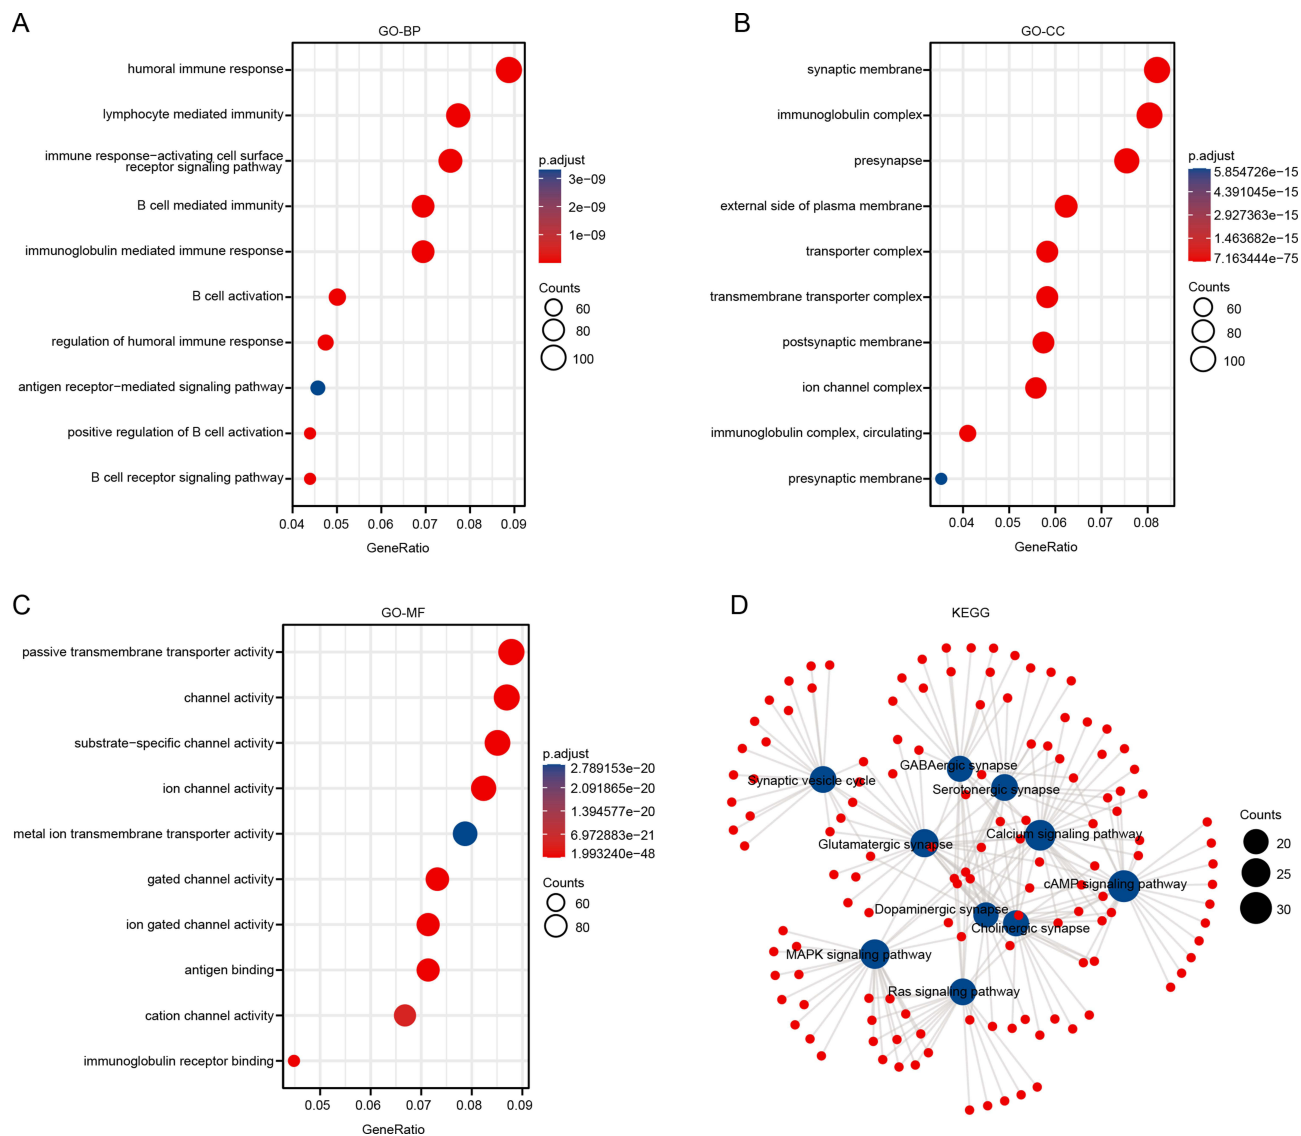 A
GO-BP
humoral immune response
lymphocyte mediated immunity
immune response-activating cell surface
receptor signaling pathway
B cell mediated immunity
immunoglobulin mediated immune response
B cell activation
regulation of humoral immune response
antigen receptor-mediated signaling pathway
positive regulation of B cell activation
B cell receptor signaling pathway
0.04 0.05 0.06 0.07 0.08 0.09
GeneRatio
p.adjust
3e-09
2e-09
1e-09
Counts
60
80
100
B
GO-CC
synaptic membrane
immunoglobulin complex
presynapse
external side of plasma membrane
transporter complex
transmembrane transporter complex
postsynaptic membrane
ion channel complex
immunoglobulin complex, circulating
presynaptic membrane
0.04 0.05 0.06 0.07 0.08
GeneRatio
p.adjust
5.854726e-15
4.391045e-15
2.927363e-15
1.463682e-15
7.163444e-75
Counts
60
80
100
C
GO-MF
passive transmembrane transporter activity
channel activity
substrate-specific channel activity
ion channel activity
metal ion transmembrane transporter activity
gated channel activity
ion gated channel activity
antigen binding
cation channel activity
immunoglobulin receptor binding
0.05 0.06 0.07 0.08 0.09
GeneRatio
p.adjust
2.789153e-20
2.091865e-20
1.394577e-20
6.972883e-21
1.993240e-48
Counts
60
80
D
KEGG
GABAergic synapse
Synaptic vesicle cycle
Serotonergic synapse
Calcium signaling pathway
Glutamatergic synapse
cAMP signaling pathway
Dopaminergic synapse
Cholinergic synapse
MAPK signaling pathway
Ras signaling pathway
Counts
20
25
30